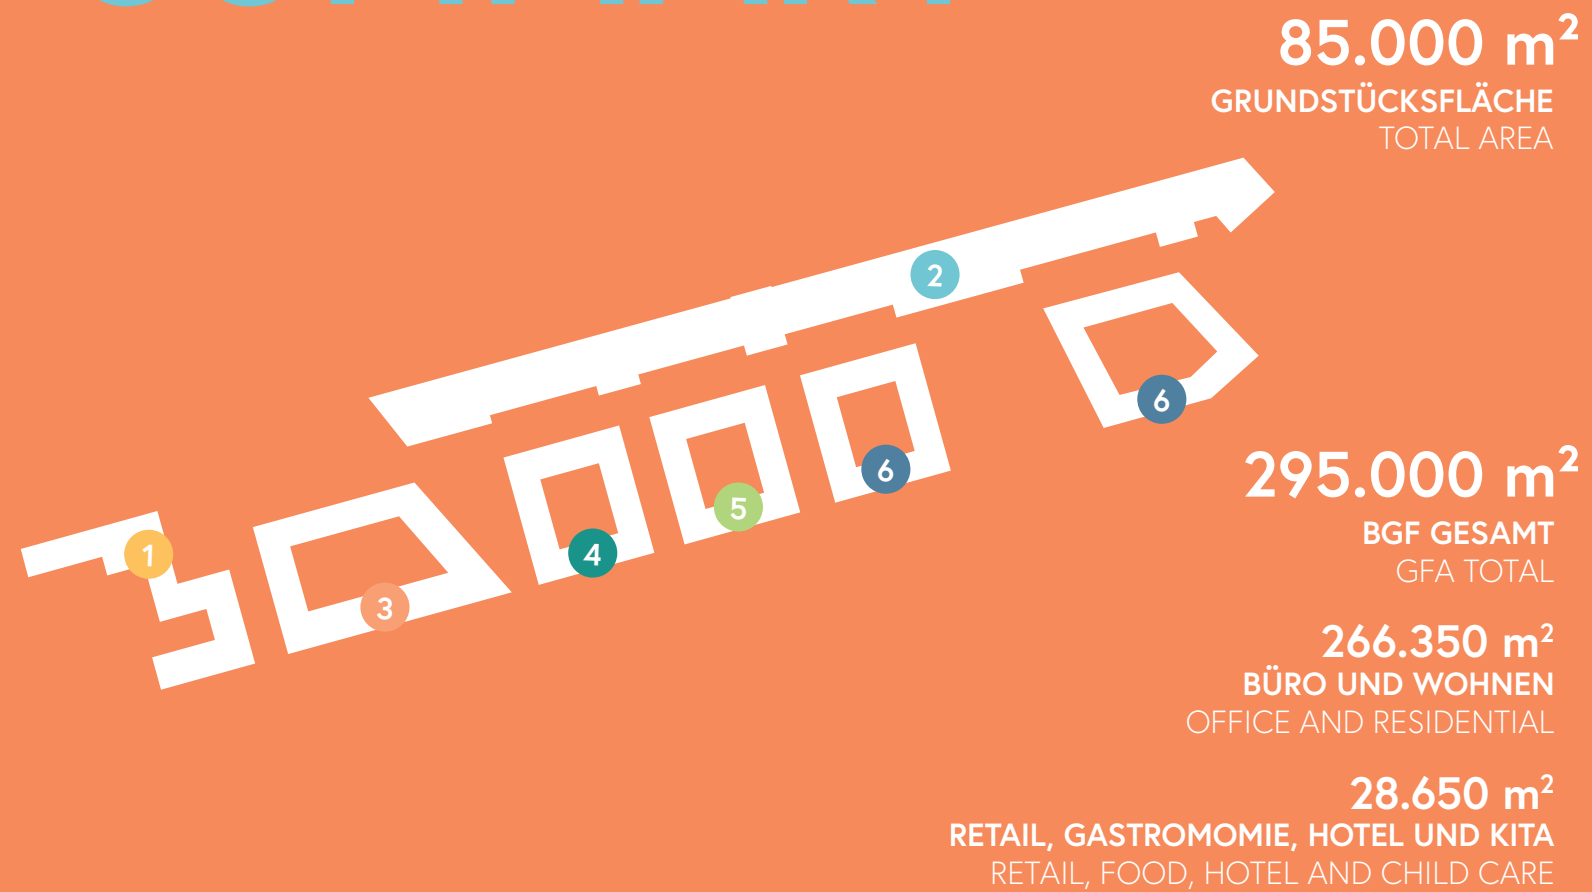 85.000 m²
GRUNDSTÜCKSFLÄCHE
TOTAL AREA
2
6
6
5
4
1
3
295.000 m²
BGF GESAMT
GFA TOTAL
266.350 m²
BÜRO UND WOHNEN
OFFICE AND RESIDENTIAL
28.650 m²
RETAIL, GASTROMOMIE, HOTEL UND KITA
RETAIL, FOOD, HOTEL AND CHILD CARE